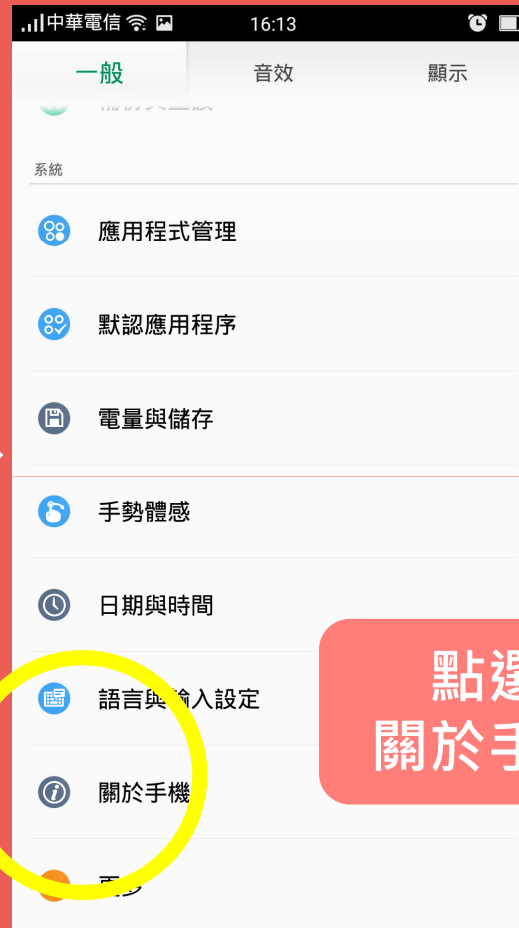 中華電信
16:13
一般
音效
顯示
系統
應用程式管理
默認應用程序
電量與儲存
手勢體感
日期與時間
語言與輸入設定
點選
關於手
關於手機
更多